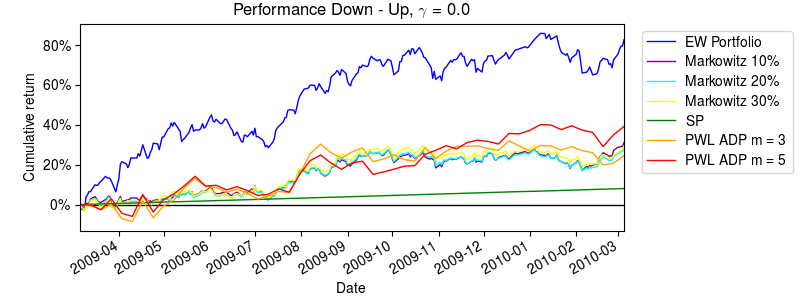 Performance Down - Up, γ = 0.0
Cumulative return
80%
60%
40%
20%
0%
2009-04
2009-05
2009-06
2009-07
2009-08
2009-09
2009-10
2009-11
2009-12
2010-01
2010-02
2010-03
Date
EW Portfolio
Markowitz 10%
Markowitz 20%
Markowitz 30%
SP
PWL ADP m = 3
PWL ADP m = 5